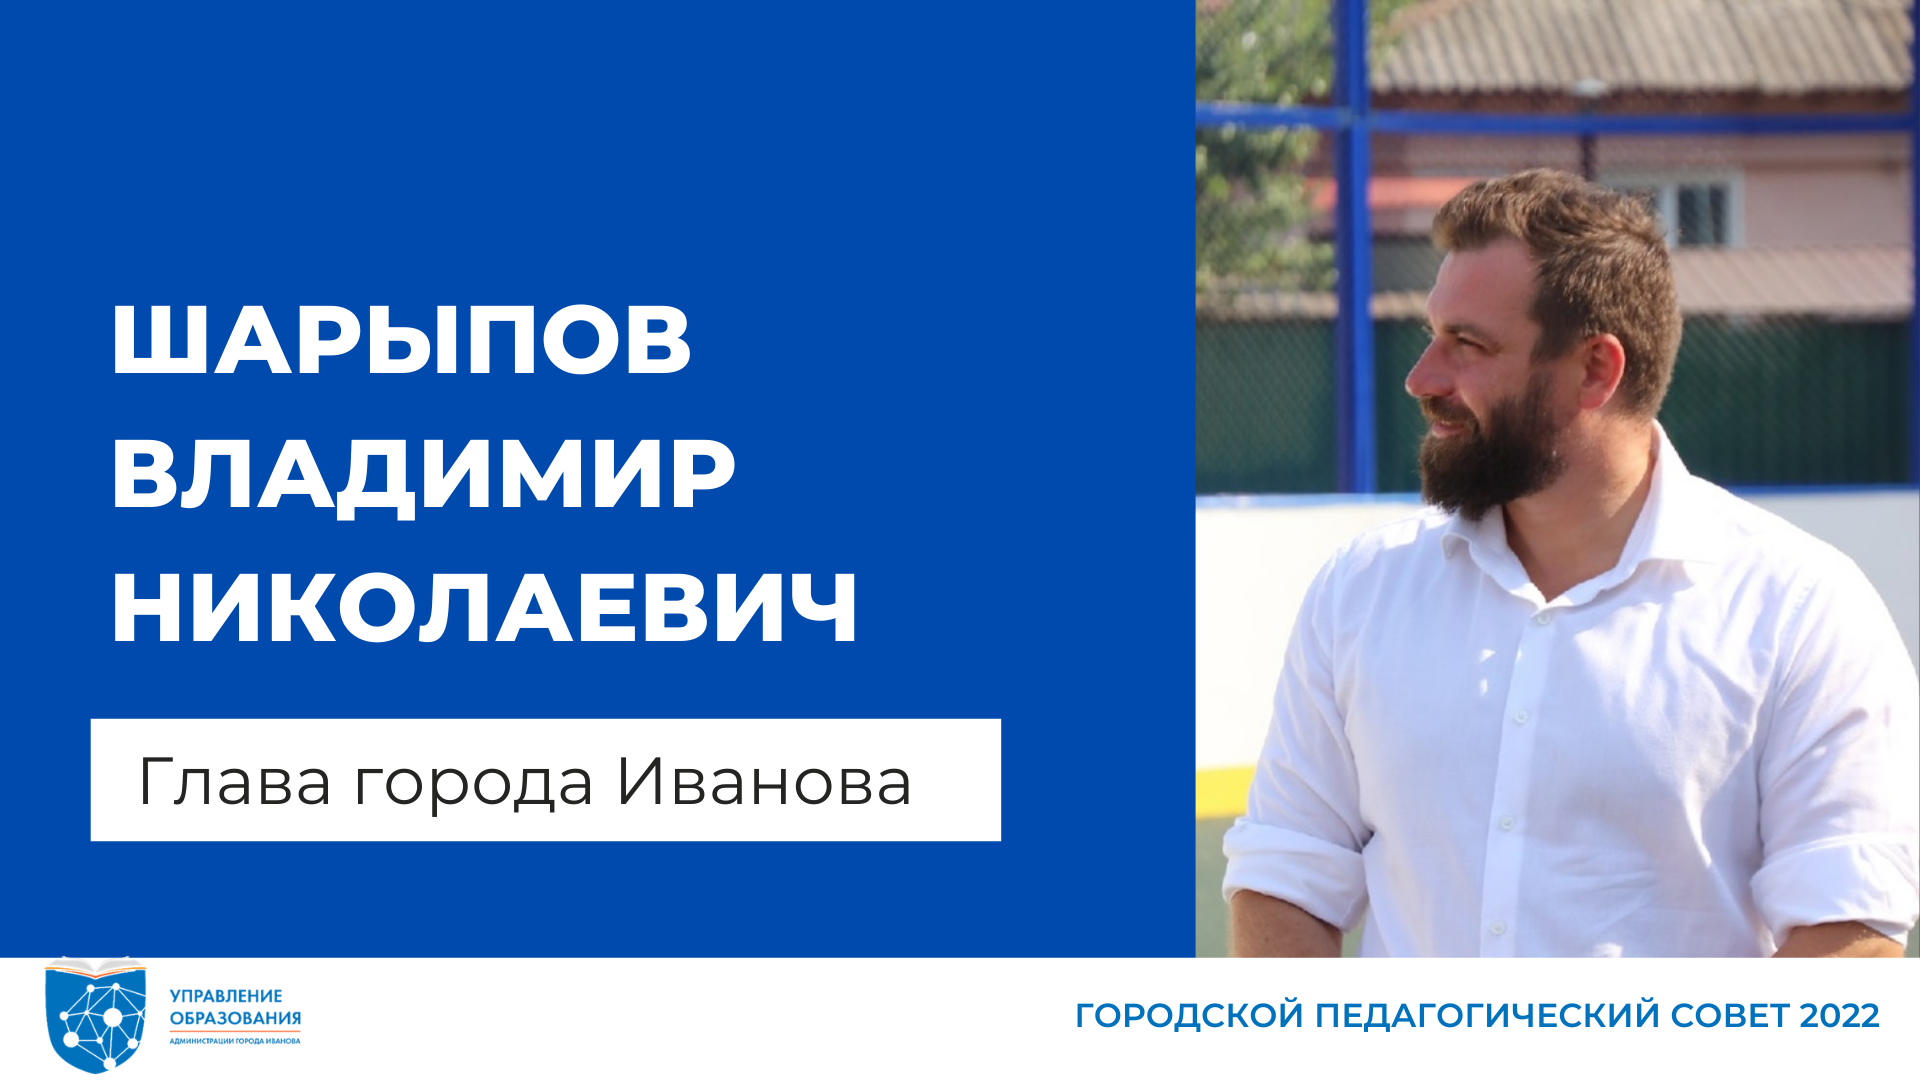 ШАРЫПОВ
ВЛАДИМИР
НИКОЛАЕВИЧ
Глава города Иванова
УПРАВЛЕНИЕ
ОБРАЗОВАНИЯ
АДМИНИСТРАЦИИ ГОРОДА ИВАНОВА
ГОРОДСКОЙ ПЕДАГОГИЧЕСКИЙ СОВЕТ 2022